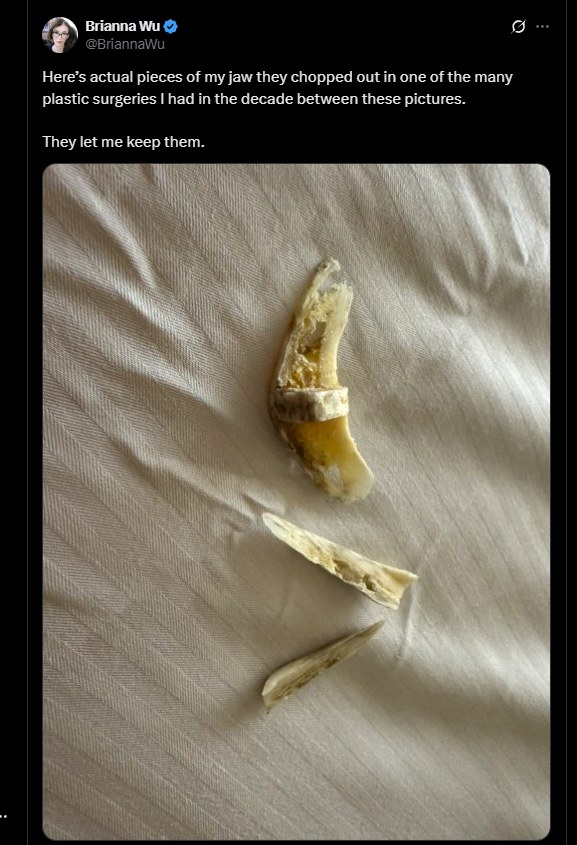 Brianna Wu
@BriannaWu
Here's actual pieces of my jaw they chopped out in one of the many
plastic surgeries I had in the decade between these pictures.
They let me keep them.